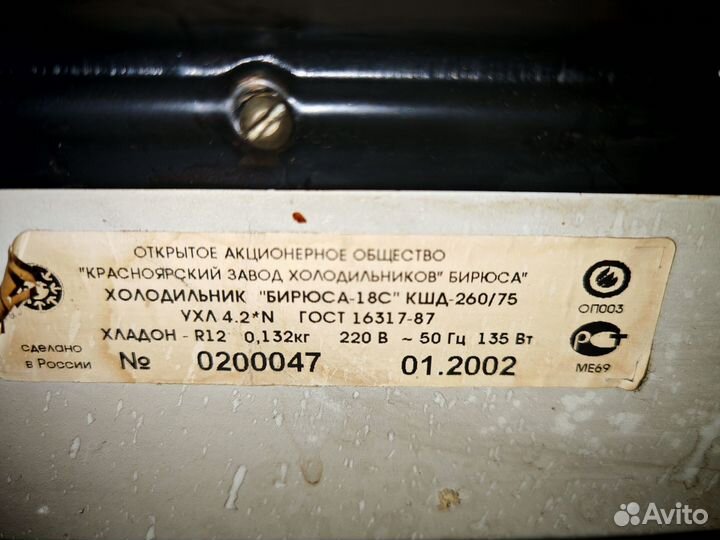 ОТКРЫТОЕ АКЦИОНЕРНОЕ ОБЩЕСТВО
"КРАСНОЯРСКИЙ ЗАВОД ХОЛОДИЛЬНИКОВ" БИРЮСА"
ХОЛОДИЛЬНИК "БИРЮСА-18С" КШД-260/75
УХЛ 4.2*N ГОСТ 16317-87
ХЛАДОН - R12 0,132кг 220 В ~ 50 Гц 135 Вт
сделано
в России
№ 0200047 01.2002
ОП003
РСТ
МЕ69
Avito